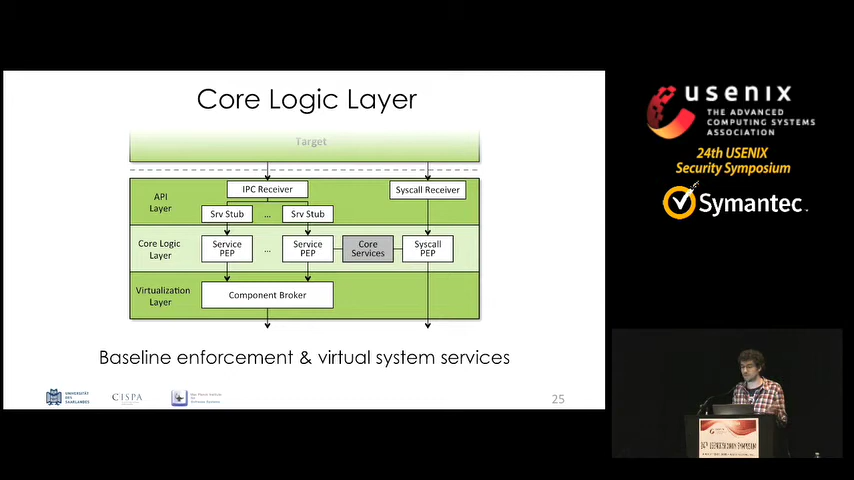 Core Logic Layer
Target
API
Layer
IPC Receiver
Syscall Receiver
Srv Stub
...
Srv Stub
Core Logic
Layer
Service
PEP
...
Service
PEP
Core
Services
Syscall
PEP
Virtualization
Layer
Component Broker
Baseline enforcement & virtual system services
UNIVERSITÄT
DES
SAARLANDES
CISPA
25
usenix
THE ADVANCED
COMPUTING SYSTEMS
ASSOCIATION
24th USENIX
Security Symposium
Symantec.